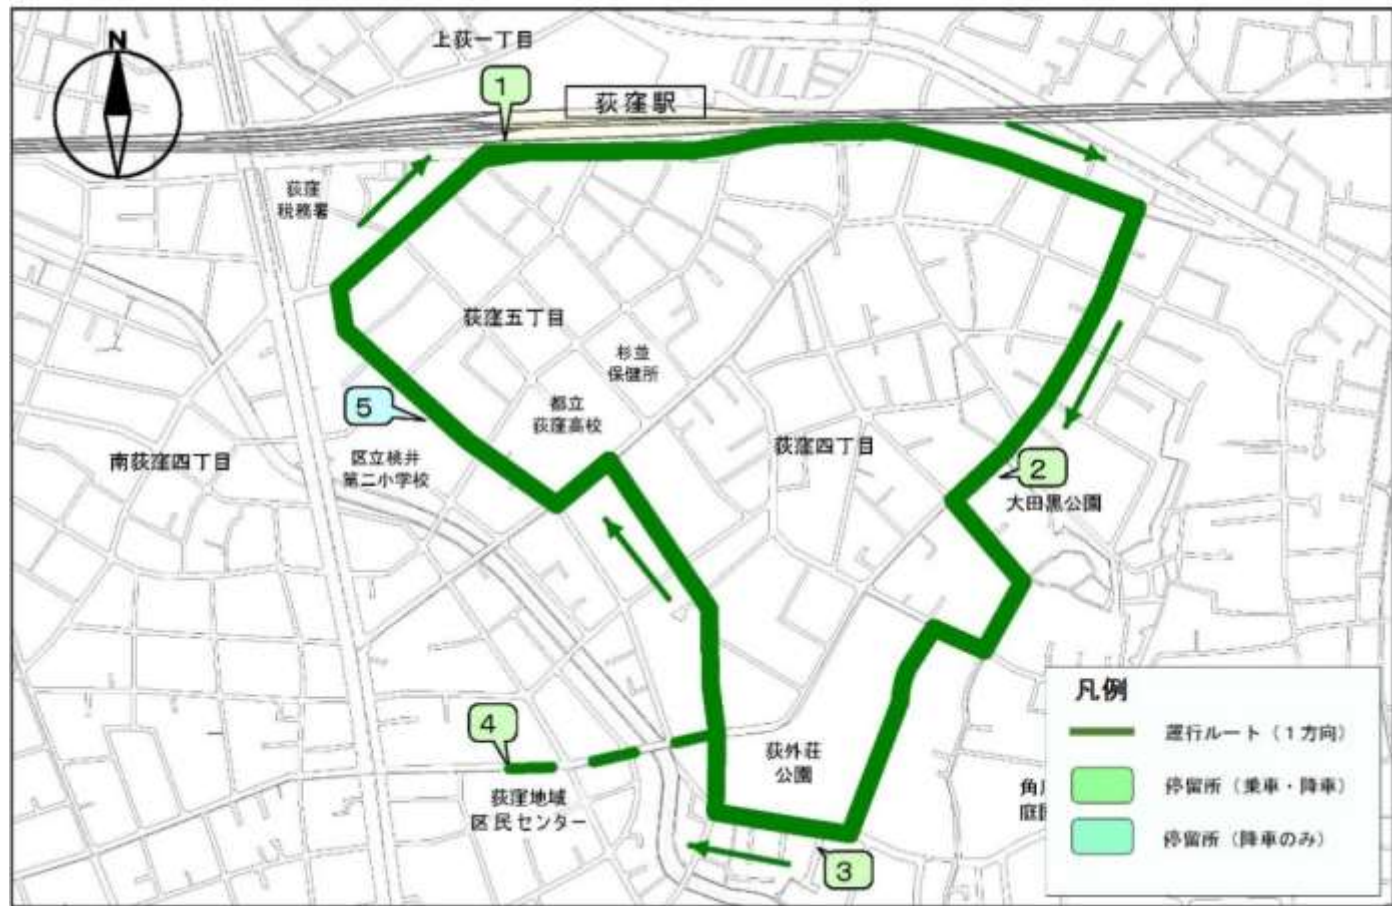 N
上荻一丁目
1
荻窪駅
荻窪
税務署
荻窪五丁目
杉並
保健所
5
都立
荻窪高校
荻窪四丁目
南荻窪四丁目
区立桃井
第二小学校
2
大田黒公園
4
荻外荘
公園
荻窪地域
区民センター
3
凡例
運行ルート（1方向）
停留所（乗車・降車）
停留所（降車のみ）
角
庭